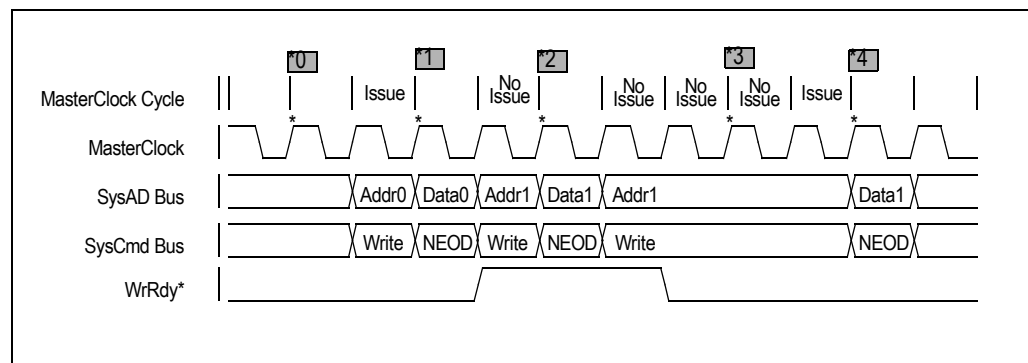 *0 *1 *2 *3 *4
MasterClock Cycle Issue No Issue No Issue No Issue No Issue Issue
* * * * *
MasterClock
SysAD Bus Addr0 Data0 Addr1 Data1 Addr1 Data1
SysCmd Bus Write NEOD Write NEOD Write NEOD
WrRdy*